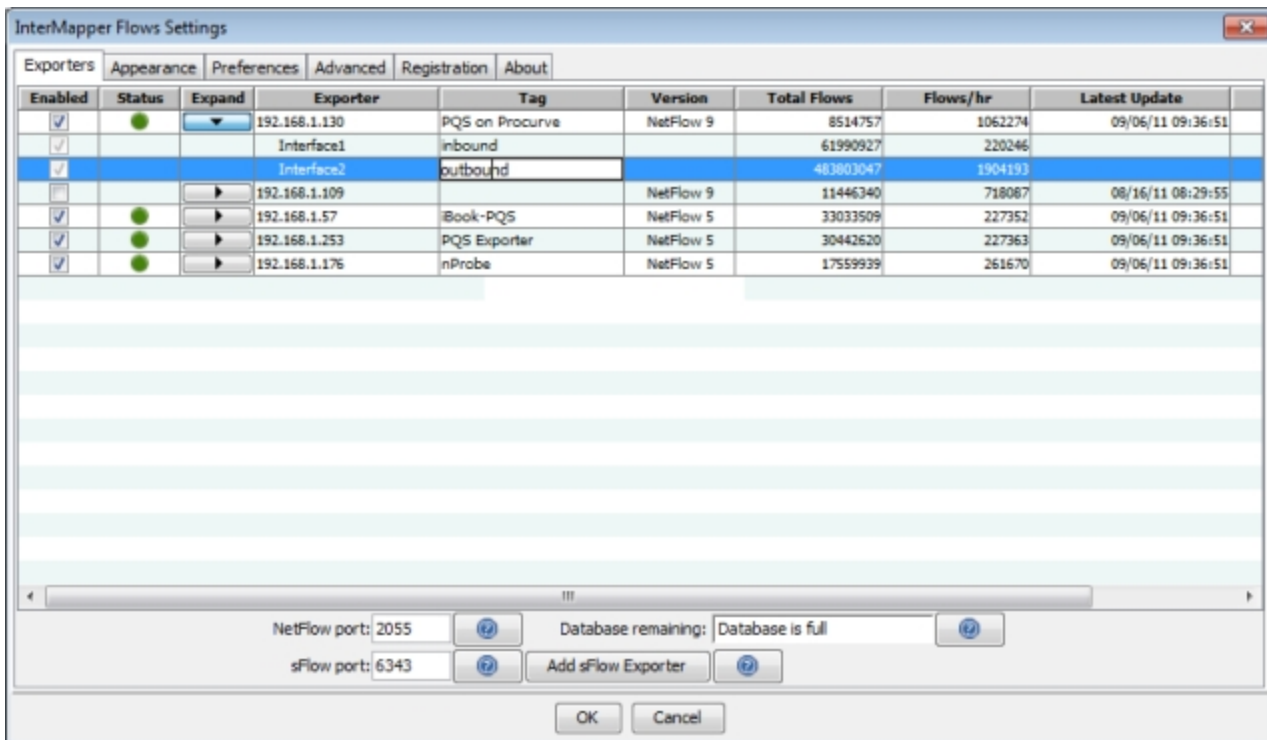 InterMapper Flows Settings
Exporters Appearance Preferences Advanced Registration About
Enabled Status Expand Exporter Tag Version Total Flows Flows/hr Latest Update
192.168.1.130 PQS on Procurve NetFlow 9 8514757 1062274 09/06/11 09:36:51
Interface1 inbound 61990927 220246
Interface2 outbound 483803047 1904193
192.168.1.109 NetFlow 9 11446340 718087 08/16/11 08:29:55
192.168.1.57 iBook-PQS NetFlow 5 33033509 227352 09/06/11 09:36:51
192.168.1.253 PQS Exporter NetFlow 5 30442620 227363 09/06/11 09:36:51
192.168.1.176 nProbe NetFlow 5 17559939 261670 09/06/11 09:36:51
NetFlow port: 2055 Database remaining: Database is full
sFlow port: 6343 Add sFlow Exporter
OK Cancel